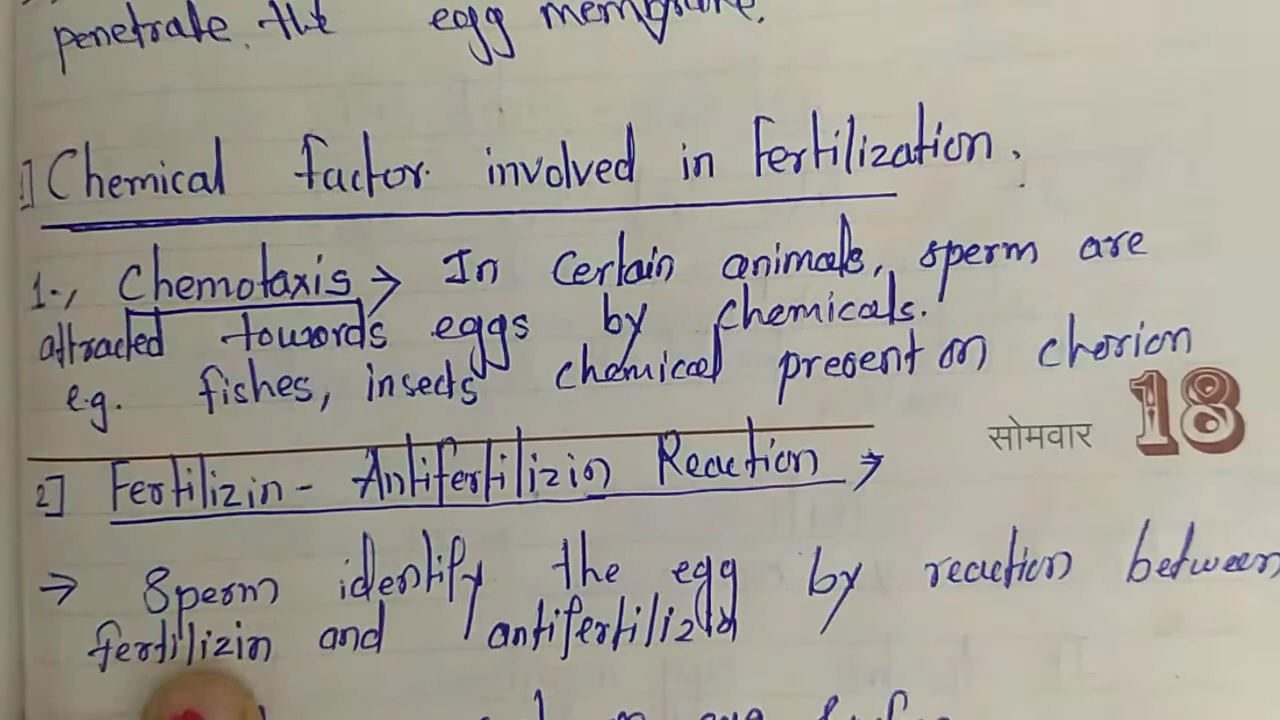 penetrate the egg membrane.
1] Chemical factor involved in Fertilization.
1., Chemotaxis → In Certain animals, sperm are
attracted towards eggs by chemicals.
e.g. fishes, insects chemical present on chorion
सोमवार 18
2] Fertilizin - Antifertilizin Reaction →
→ Sperm identify the egg by reaction between
fertilizin and antifertilizin